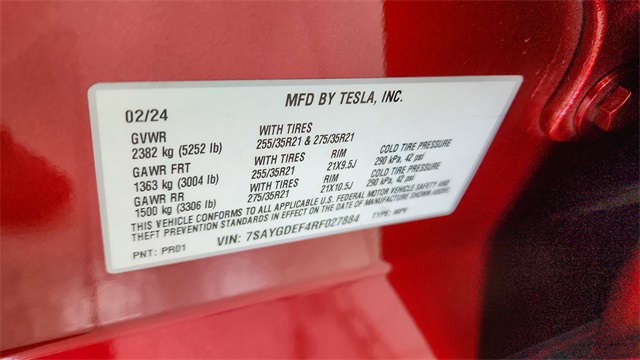 MFD BY TESLA, INC.
02/24
GVWR WITH TIRES
2382 kg (5252 lb) 255/35R21 & 275/35R21
GAWR FRT WITH TIRES RIM COLD TIRE PRESSURE
1363 kg (3004 lb) 255/35R21 21X9.5J 290 kPa, 42 psi
GAWR RR WITH TIRES RIM COLD TIRE PRESSURE
1500 kg (3306 lb) 275/35R21 21X10.5J 290 kPa, 42 psi
THIS VEHICLE CONFORMS TO ALL APPLICABLE U.S. FEDERAL MOTOR VEHICLE SAFETY AND
THEFT PREVENTION STANDARDS IN EFFECT ON THE DATE OF MANUFACTURE SHOWN ABOVE.
PNT: PR01 VIN: 7SAYGDEF4RF027884 TYPE: MPV